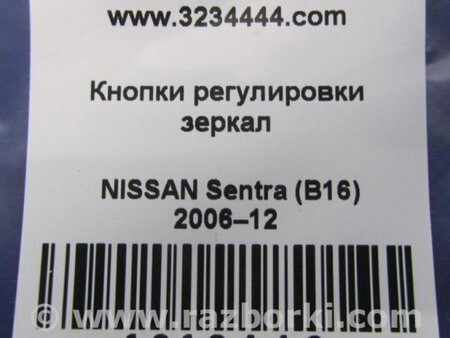 www.3234444.com
Кнопки регулировки
зеркал
NISSAN Sentra (B16)
2006–12
www.razborki.com